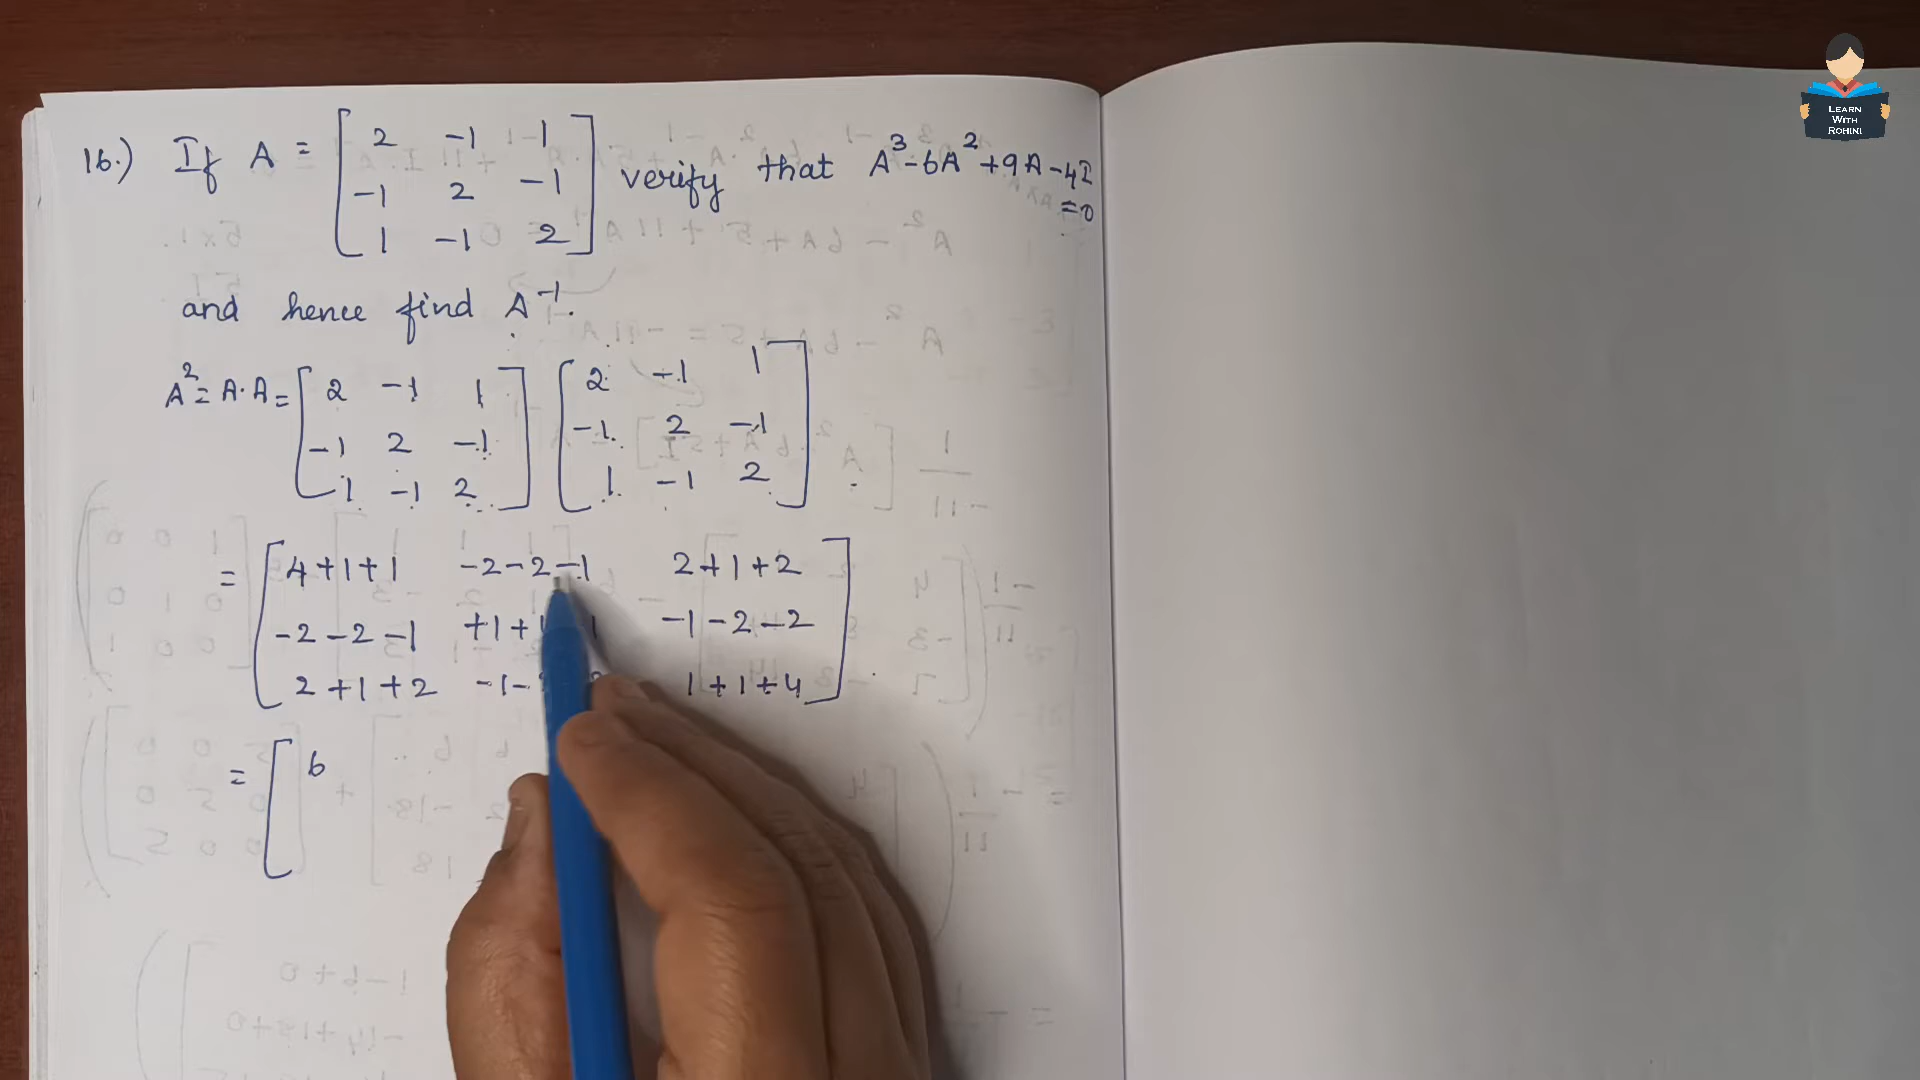 16.) If A = [ 2 -1 1 ] verify that A³-6A²+9A-4I
-1 2 -1 =0
1 -1 2
and hence find A⁻¹.
A² = A·A = [ 2 -1 1 ] [ 2 -1 1 ]
-1 2 -1 -1 2 -1
1 -1 2 1 -1 2
= [ 4+1+1 -2-2-1 2+1+2 ]
-2-2-1 +1+ 1 -1-2-2
2+1+2 -1- 1+1+4
= [ 6
LEARN
WITH
ROHINI